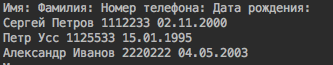 Имя: Фамилия: Номер телефона: Дата рождения:
Сергей Петров 1112233 02.11.2000
Петр Усс 1125533 15.01.1995
Александр Иванов 2220222 04.05.2003